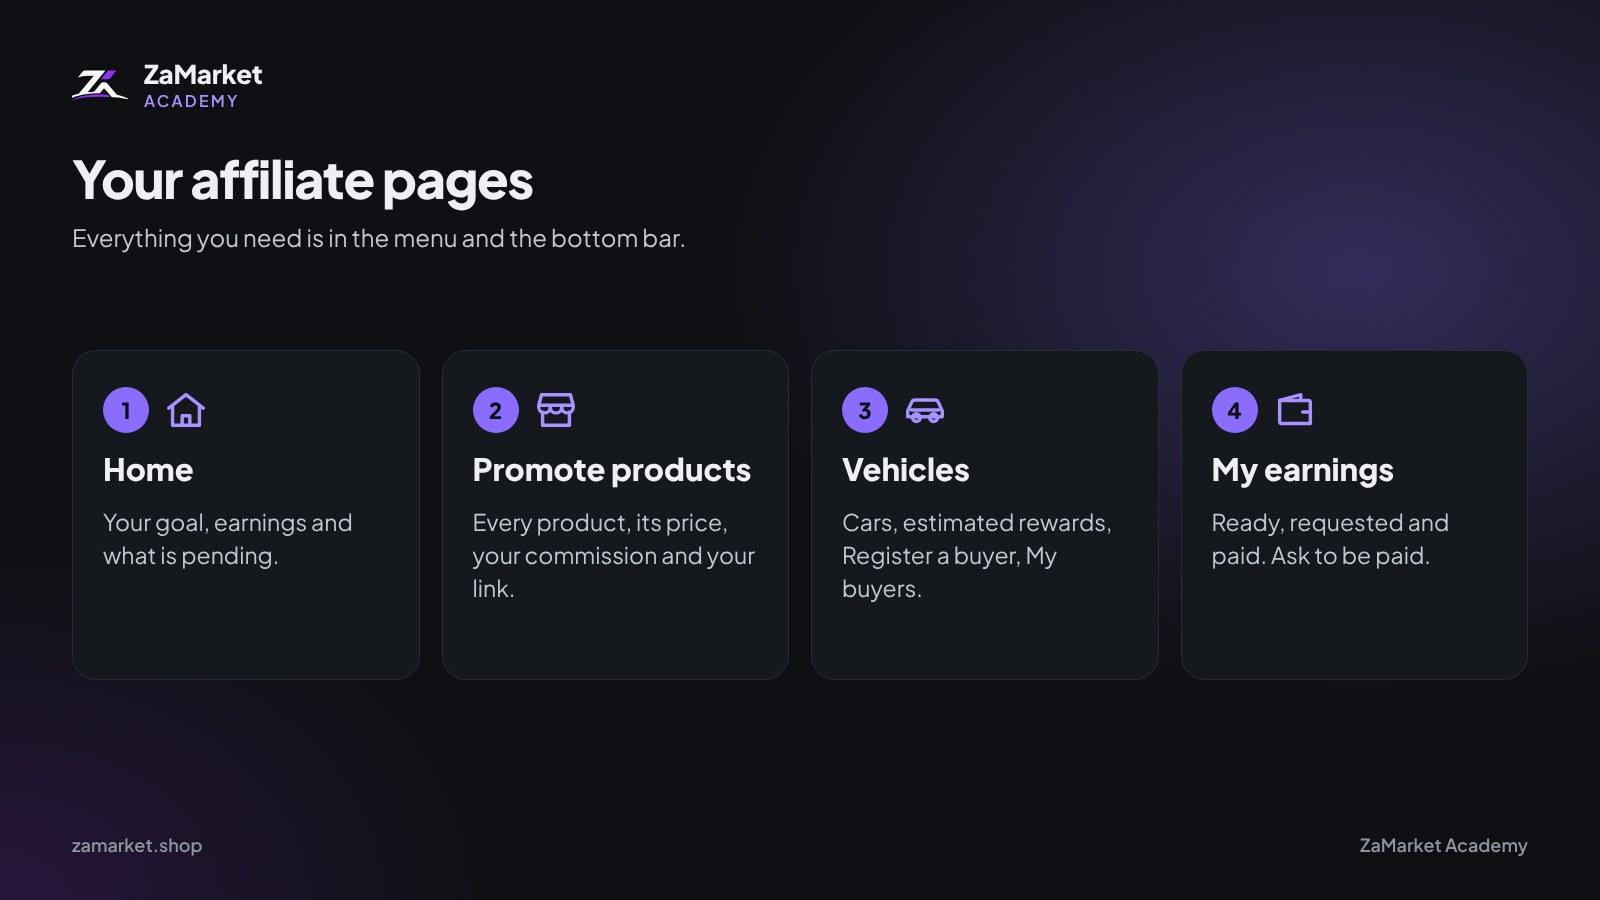 ZaMarket
ACADEMY
Your affiliate pages
Everything you need is in the menu and the bottom bar.
1
Home
Your goal, earnings and
what is pending.
2
Promote products
Every product, its price,
your commission and your
link.
3
Vehicles
Cars, estimated rewards,
Register a buyer, My
buyers.
4
My earnings
Ready, requested and
paid. Ask to be paid.
zamarket.shop
ZaMarket Academy